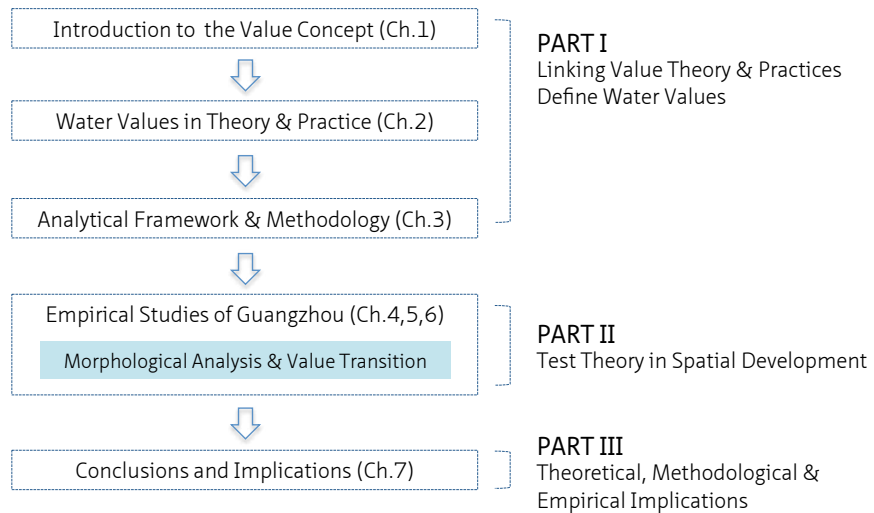 Introduction to the Value Concept (Ch.1)
PART I
Linking Value Theory & Practices
Define Water Values
Water Values in Theory & Practice (Ch.2)
Analytical Framework & Methodology (Ch.3)
Empirical Studies of Guangzhou (Ch.4,5,6)
Morphological Analysis & Value Transition
PART II
Test Theory in Spatial Development
Conclusions and Implications (Ch.7)
PART III
Theoretical, Methodological &
Empirical Implications